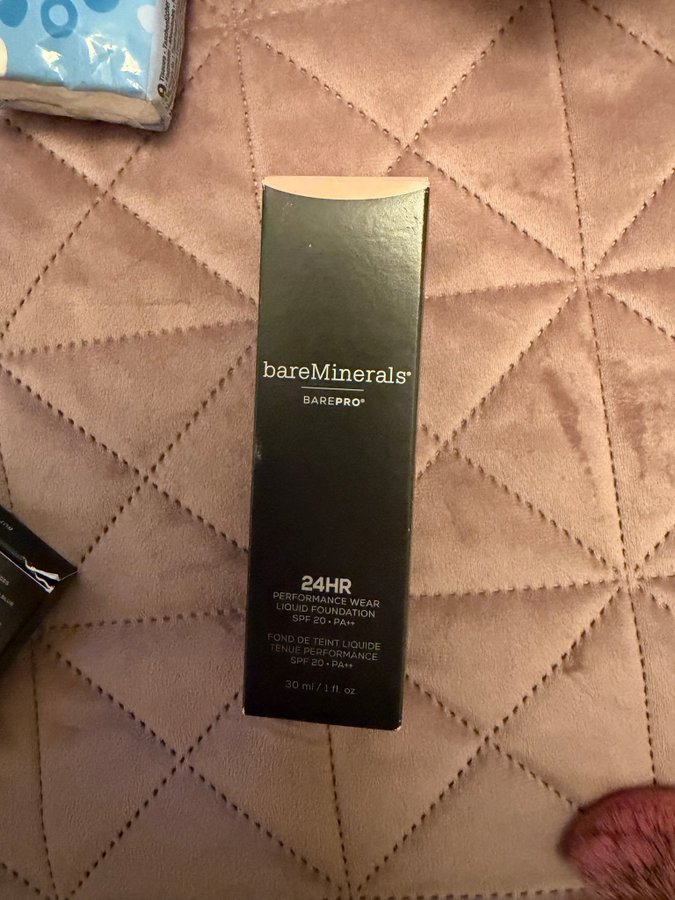 bareMinerals®
BAREPRO®
24HR
PERFORMANCE WEAR
LIQUID FOUNDATION
SPF 20 • PA++
FOND DE TEINT LIQUIDE
TENUE PERFORMANCE
SPF 20 • PA++
30 ml / 1 fl. oz